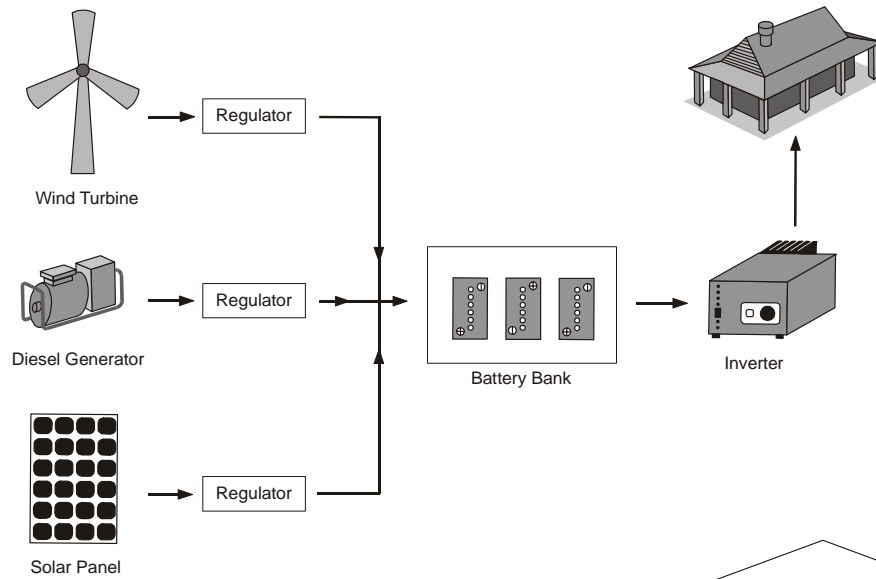 Regulator
Wind Turbine
Regulator
Diesel Generator
Battery Bank
Inverter
Regulator
Solar Panel